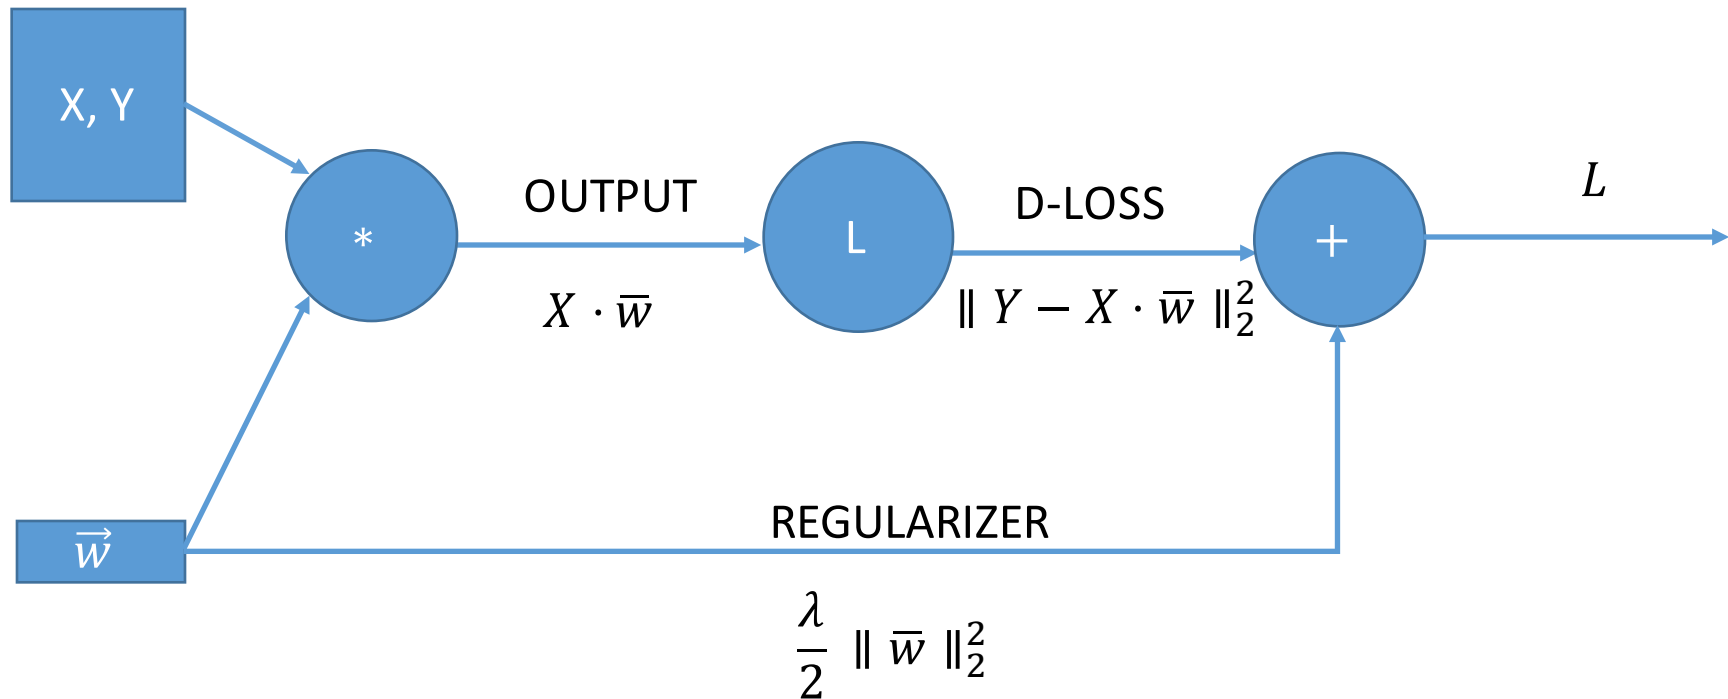 X, Y
*
OUTPUT
X · w̅
L
D-LOSS
‖ Y − X · w̅ ‖₂²
+
L
w⃗
REGULARIZER
λ/2 ‖ w̅ ‖₂²